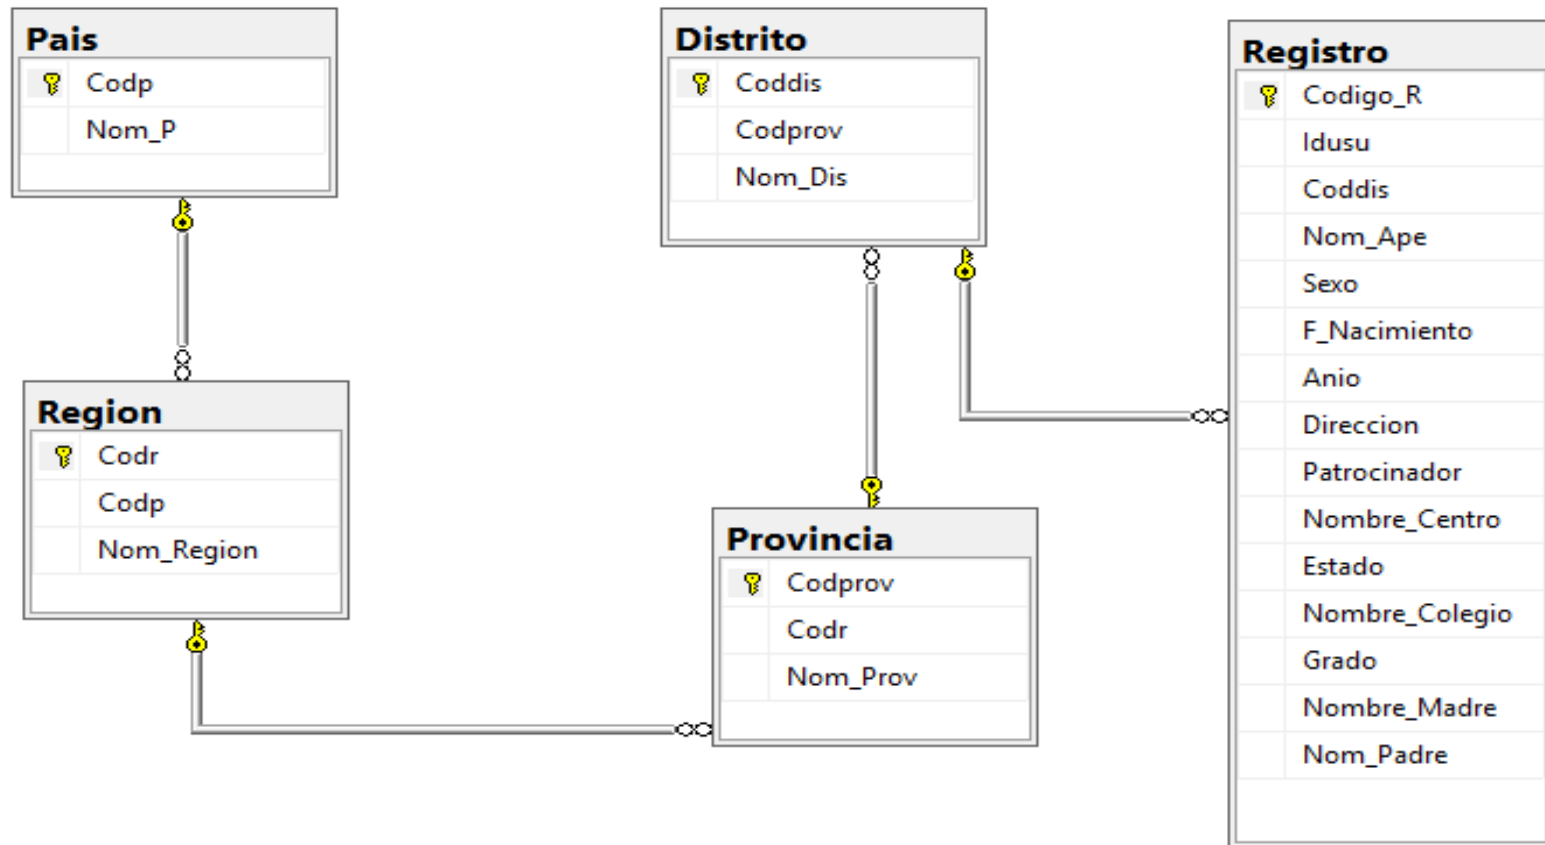 Pais
Codp
Nom_P
Distrito
Coddis
Codprov
Nom_Dis
Registro
Codigo_R
Idusu
Coddis
Nom_Ape
Sexo
F_Nacimiento
Anio
Direccion
Patrocinador
Nombre_Centro
Estado
Nombre_Colegio
Grado
Nombre_Madre
Nom_Padre
Region
Codr
Codp
Nom_Region
Provincia
Codprov
Codr
Nom_Prov